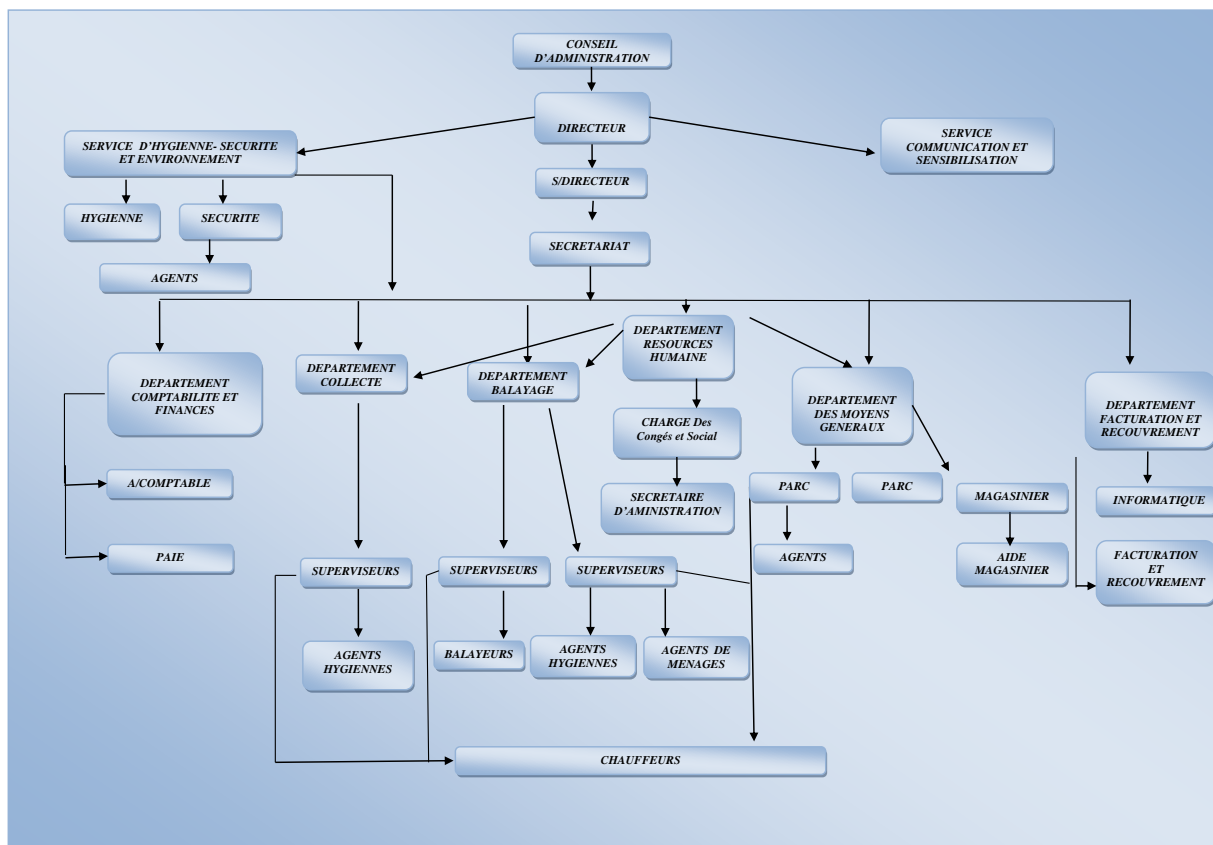 CONSEIL
D'ADMINISTRATION
DIRECTEUR
SERVICE D'HYGIENNE- SECURITE
ET ENVIRONNEMENT
SERVICE
COMMUNICATION ET
SENSIBILISATION
S/DIRECTEUR
HYGIENNE
SECURITE
SECRETARIAT
AGENTS
DEPARTEMENT
RESOURCES
HUMAINE
DEPARTEMENT
COLLECTE
DEPARTEMENT
BALAYAGE
DEPARTEMENT
COMPTABILITE ET
FINANCES
DEPARTEMENT
DES MOYENS
GENERAUX
DEPARTEMENT
FACTURATION ET
RECOUVREMENT
CHARGE Des
Congés et Social
A/COMPTABLE
SECRETAIRE
D'AMINISTRATION
PARC
PARC
MAGASINIER
INFORMATIQUE
PAIE
AGENTS
AIDE
MAGASINIER
FACTURATION
ET
RECOUVREMENT
SUPERVISEURS
SUPERVISEURS
SUPERVISEURS
AGENTS
HYGIENNES
BALAYEURS
AGENTS
HYGIENNES
AGENTS DE
MENAGES
CHAUFFEURS